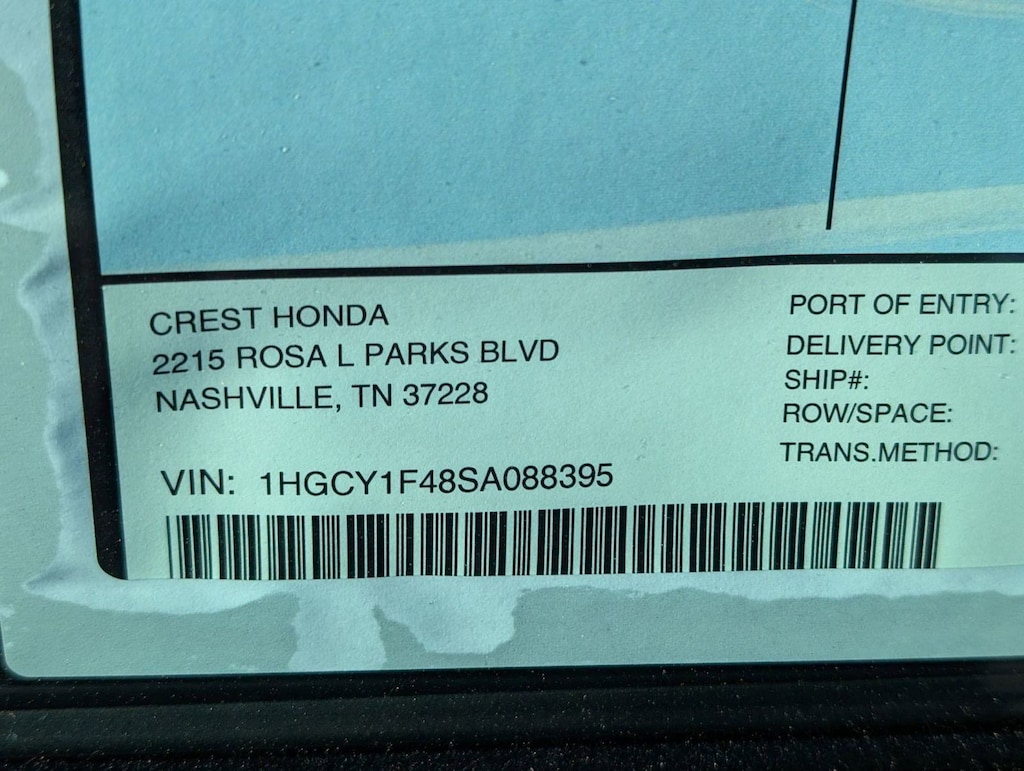 CREST HONDA
2215 ROSA L PARKS BLVD
NASHVILLE, TN 37228
VIN: 1HGCY1F48SA088395
PORT OF ENTRY:
DELIVERY POINT:
SHIP#:
ROW/SPACE:
TRANS.METHOD: